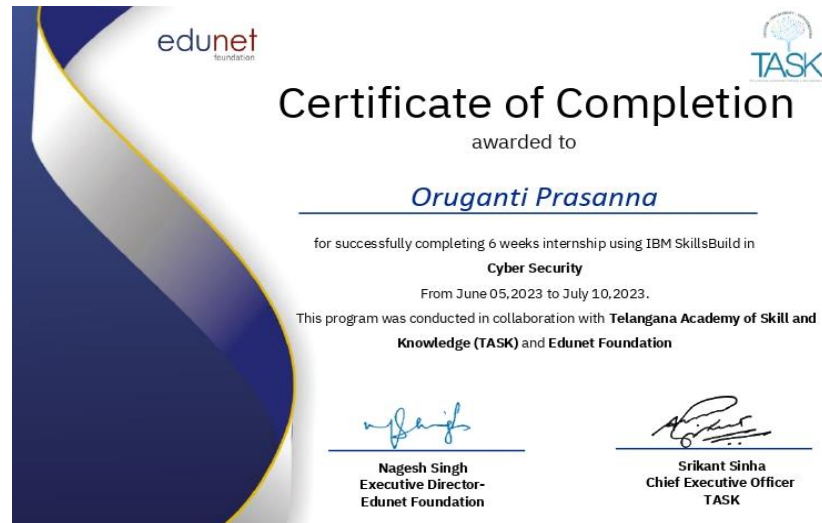 edunet
foundation
TASK
Certificate of Completion
awarded to
Oruganti Prasanna
for successfully completing 6 weeks internship using IBM SkillsBuild in
Cyber Security
From June 05,2023 to July 10,2023.
This program was conducted in collaboration with Telangana Academy of Skill and
Knowledge (TASK) and Edunet Foundation
Nagesh Singh
Executive Director-
Edunet Foundation
Srikant Sinha
Chief Executive Officer
TASK